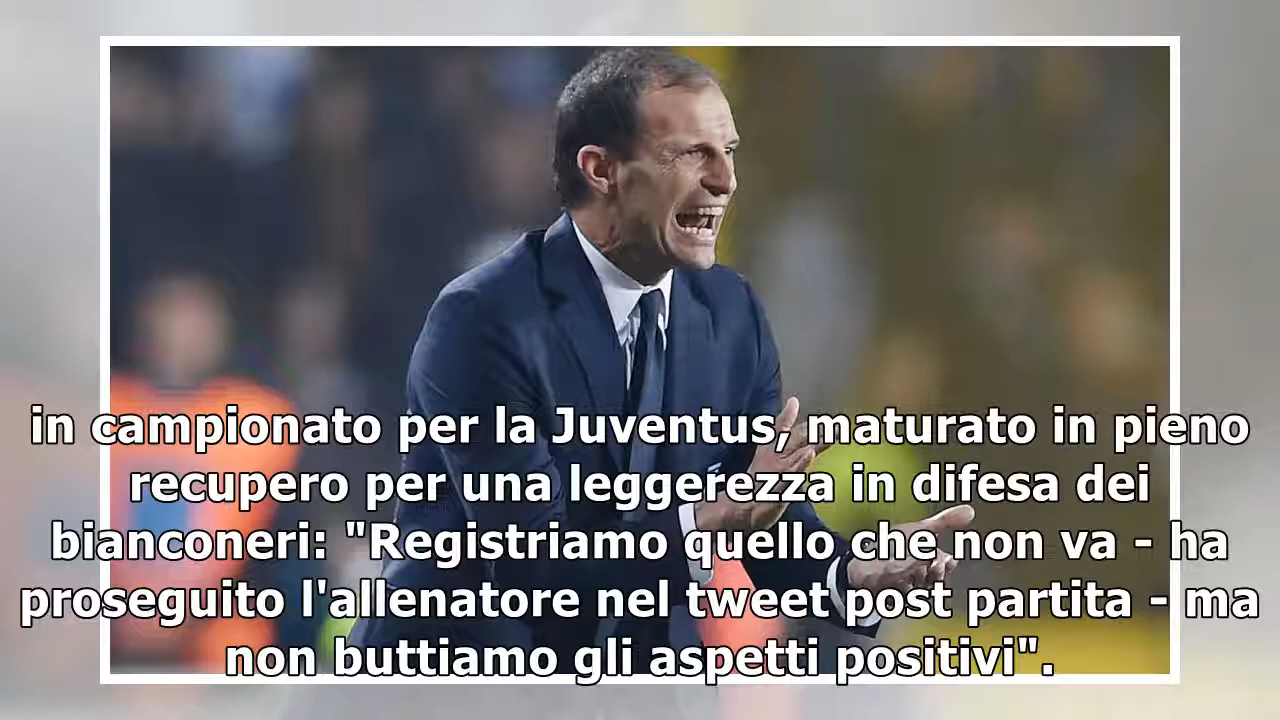 in campionato per la Juventus, maturato in pieno
recupero per una leggerezza in difesa dei
bianconeri: "Registriamo quello che non va - ha
proseguito l'allenatore nel tweet post partita - ma
non buttiamo gli aspetti positivi".